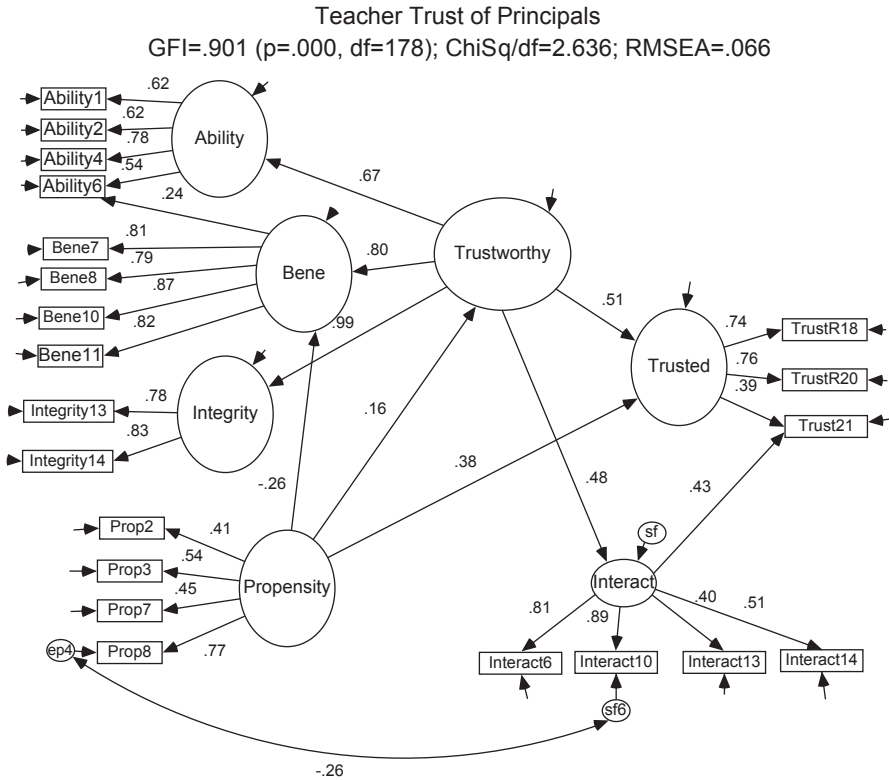 Teacher Trust of Principals
GFI=.901 (p=.000, df=178); ChiSq/df=2.636; RMSEA=.066
Ability1
.62
Ability2
.62
Ability4
.78
Ability6
.54
.24
Ability
.67
Bene7
.81
Bene8
.79
Bene10
.87
Bene11
.82
Bene
.80
Trustworthy
.99
.51
Trusted
.74
TrustR18
.76
TrustR20
.39
Trust21
Integrity13
.78
Integrity14
.83
Integrity
.16
.38
-.26
.48
.43
Prop2
.41
Prop3
.54
Prop7
.45
Prop8
.77
ep4
Propensity
sf
Interact
.81
.89
.40
.51
Interact6
Interact10
Interact13
Interact14
sf6
-.26